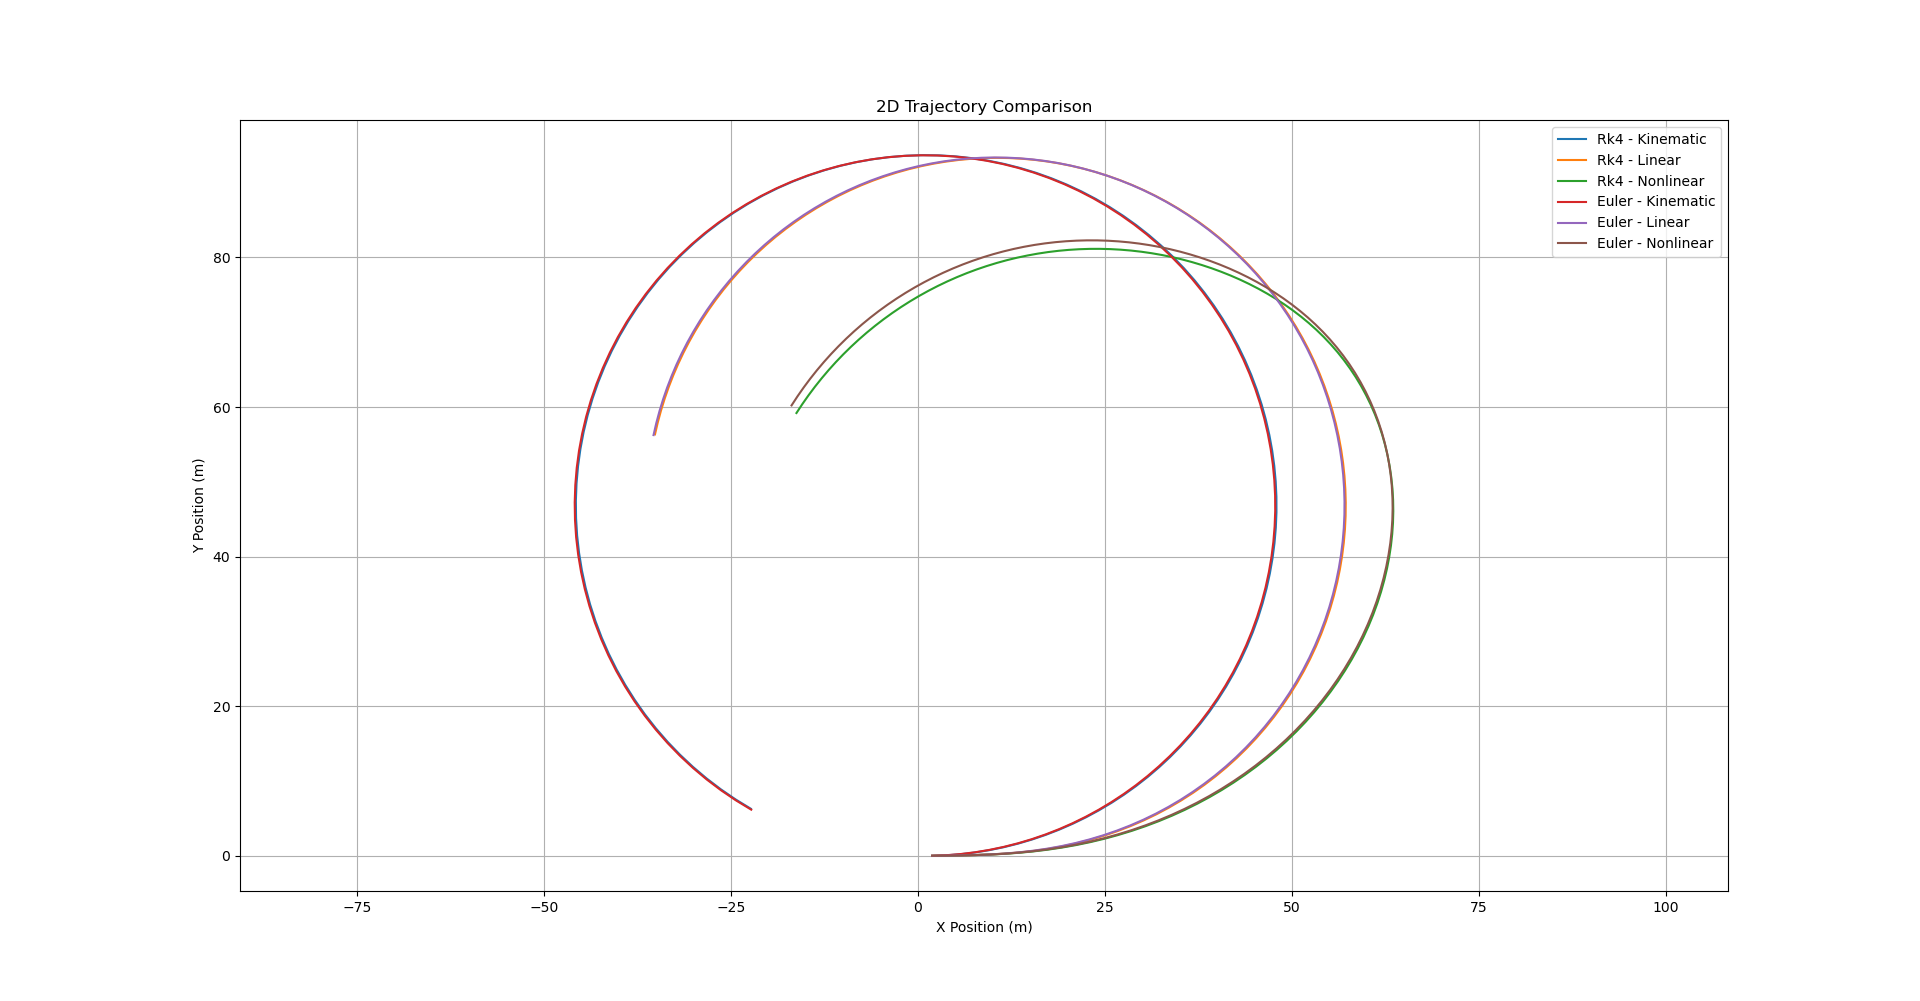 2D Trajectory Comparison
Rk4 - Kinematic
Rk4 - Linear
Rk4 - Nonlinear
Euler - Kinematic
Euler - Linear
Euler - Nonlinear
80
60
40
20
0
Y Position (m)
−75 −50 −25 0 25 50 75 100
X Position (m)